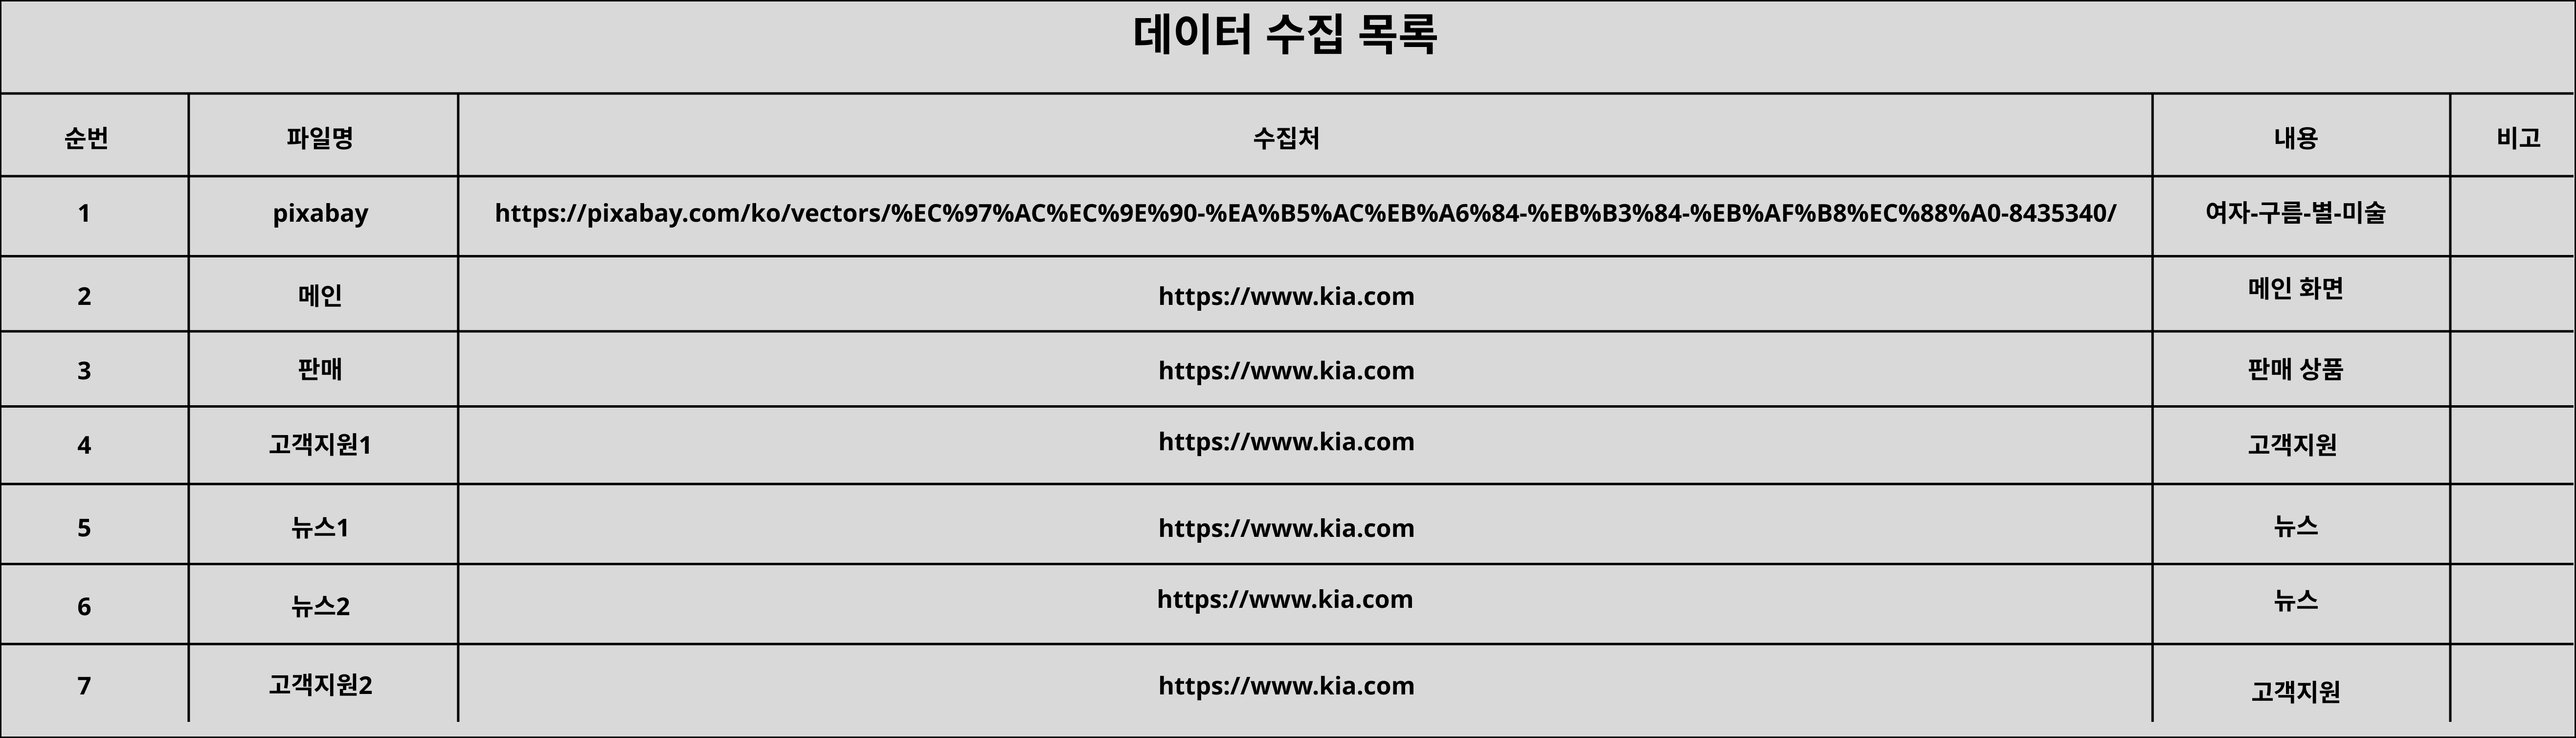 데이터 수집 목록
순번 파일명 수집처 내용 비고
1 pixabay https://pixabay.com/ko/vectors/%EC%97%AC%EC%9E%90-%EA%B5%AC%EB%A6%84-%EB%B3%84-%EB%AF%B8%EC%88%A0-8435340/ 여자-구름-별-미술
2 메인 https://www.kia.com 메인 화면
3 판매 https://www.kia.com 판매 상품
4 고객지원1 https://www.kia.com 고객지원
5 뉴스1 https://www.kia.com 뉴스
6 뉴스2 https://www.kia.com 뉴스
7 고객지원2 https://www.kia.com 고객지원